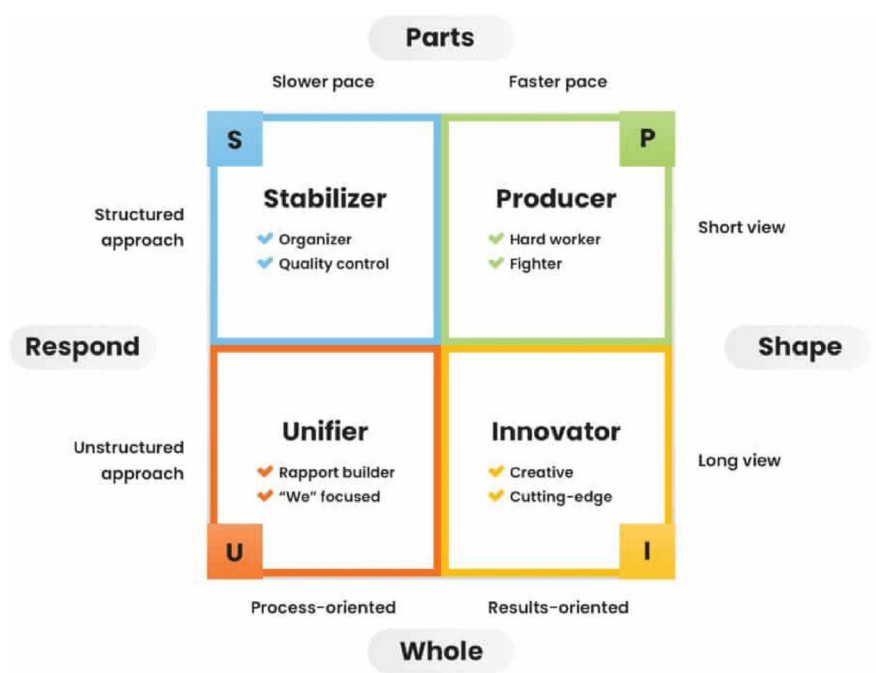 Parts
Slower pace
Faster pace
S
P
Stabilizer
Producer
Structured
approach
Organizer
Quality control
Hard worker
Fighter
Short view
Respond
Shape
Unifier
Innovator
Unstructured
approach
Rapport builder
“We” focused
Creative
Cutting-edge
Long view
U
I
Process-oriented
Results-oriented
Whole